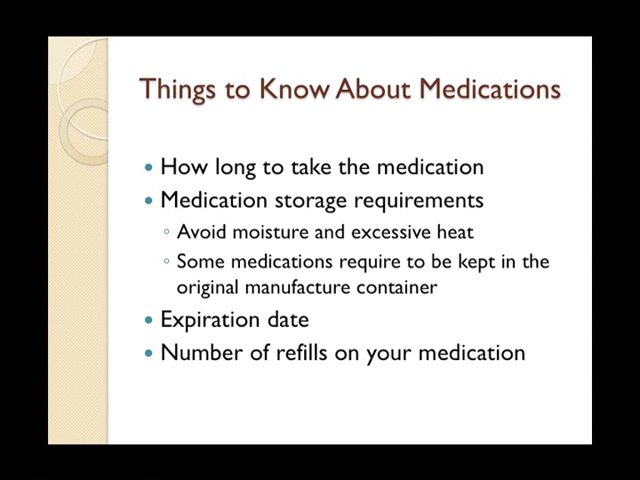 Things to Know About Medications
• How long to take the medication
• Medication storage requirements
◦ Avoid moisture and excessive heat
◦ Some medications require to be kept in the
original manufacture container
• Expiration date
• Number of refills on your medication